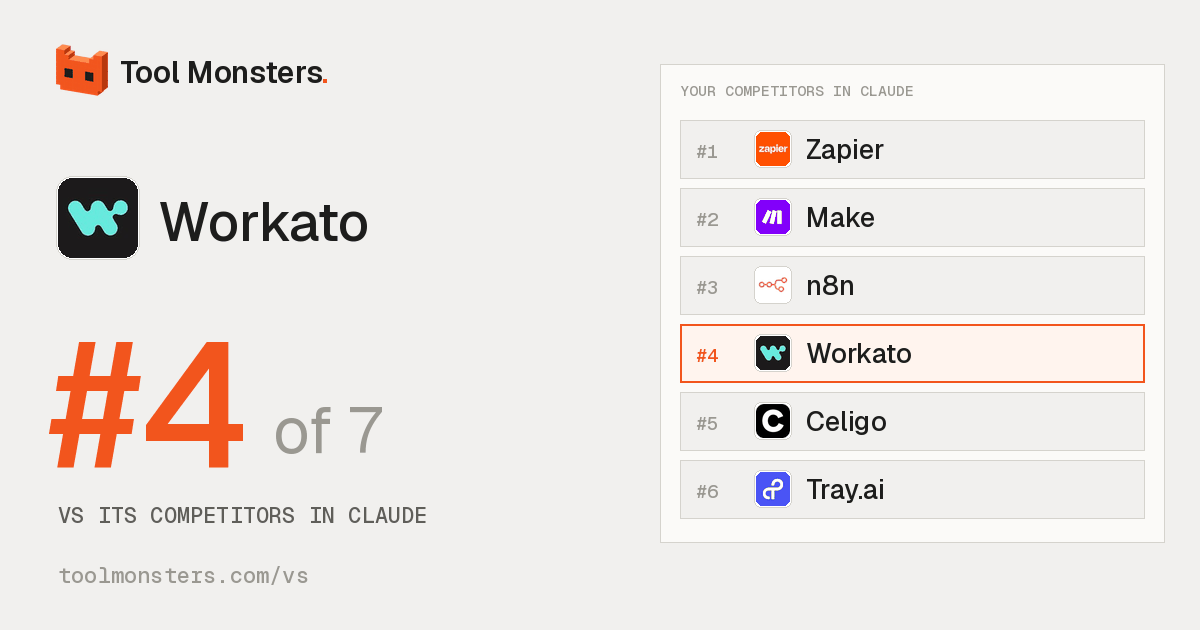 Tool Monsters.
Workato
#4 of 7
VS ITS COMPETITORS IN CLAUDE
toolmonsters.com/vs
YOUR COMPETITORS IN CLAUDE
#1 zapier Zapier
#2 Make
#3 n8n
#4 Workato
#5 Celigo
#6 Tray.ai